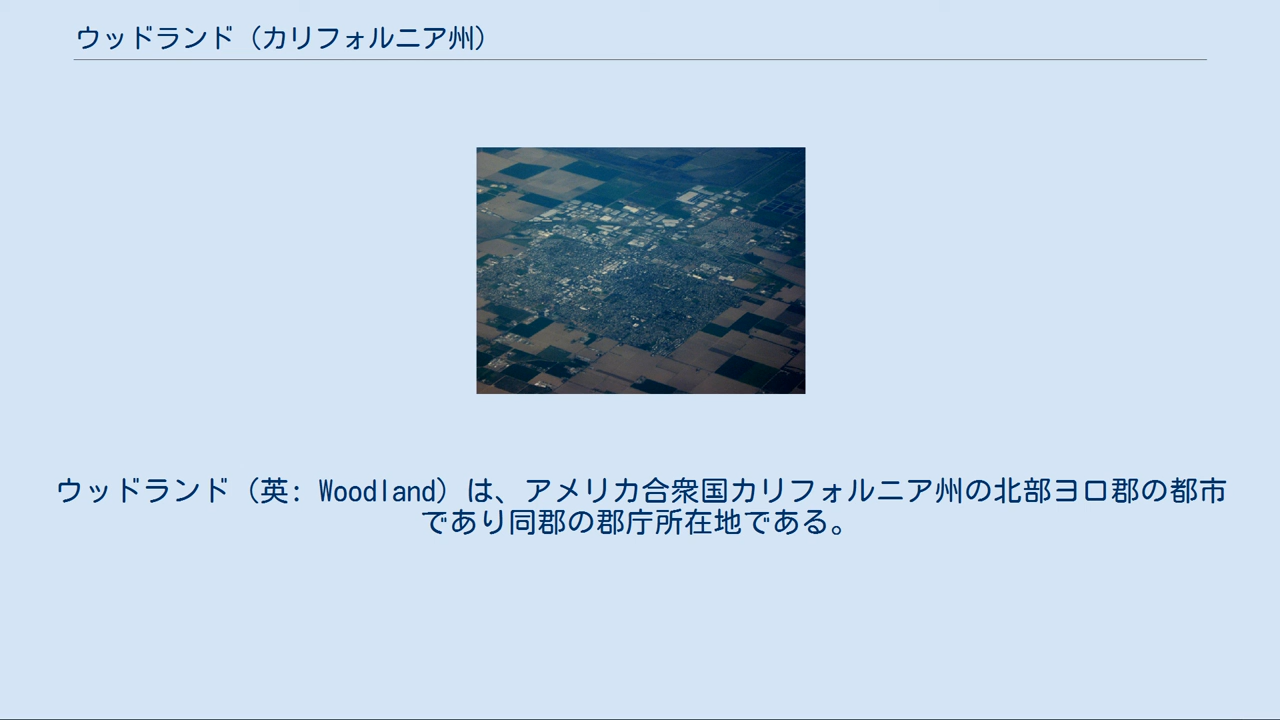 ウッドランド（カリフォルニア州）
ウッドランド（英: Woodland）は、アメリカ合衆国カリフォルニア州の北部ヨロ郡の都市
であり同郡の郡庁所在地である。